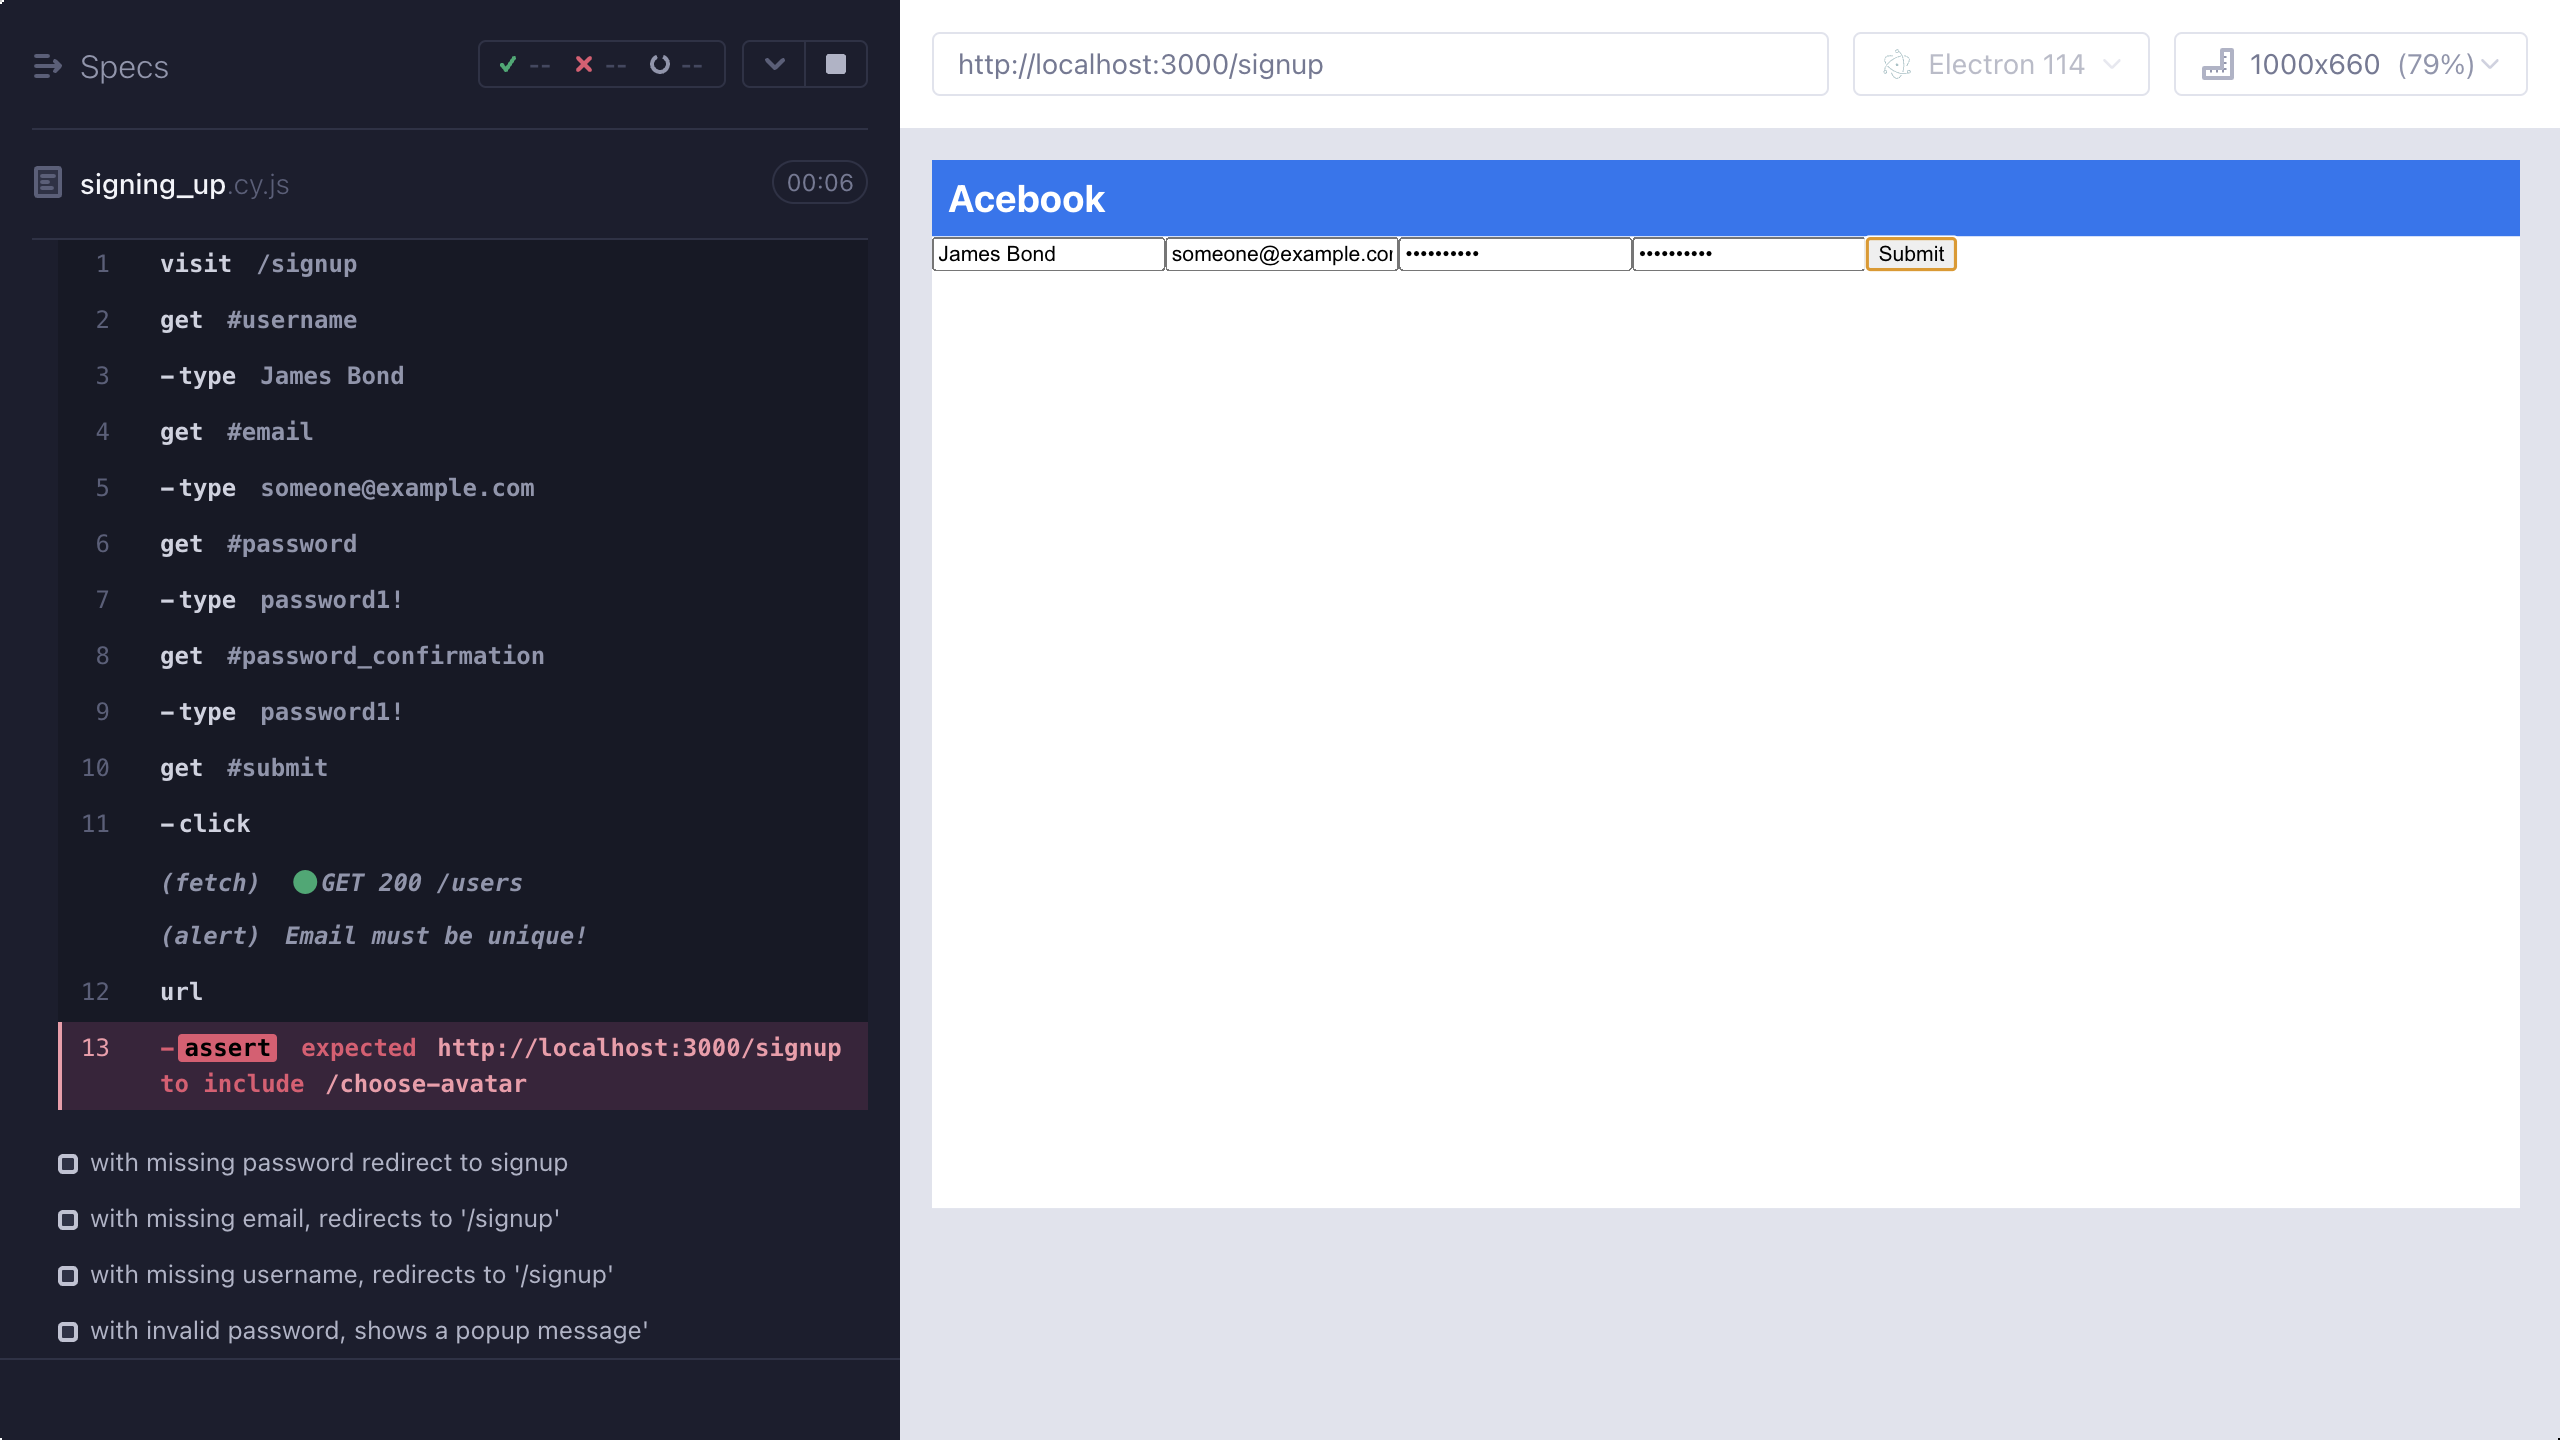 Specs
-- -- --
signing_up.cy.js 00:06
1 visit /signup
2 get #username
3 -type James Bond
4 get #email
5 -type someone@example.com
6 get #password
7 -type password1!
8 get #password_confirmation
9 -type password1!
10 get #submit
11 -click
(fetch) GET 200 /users
(alert) Email must be unique!
12 url
13 -assert expected http://localhost:3000/signup
to include /choose-avatar
with missing password redirect to signup
with missing email, redirects to '/signup'
with missing username, redirects to '/signup'
with invalid password, shows a popup message'
http://localhost:3000/signup
Electron 114
1000x660 (79%)
Acebook
James Bond someone@example.cor •••••••••• •••••••••• Submit